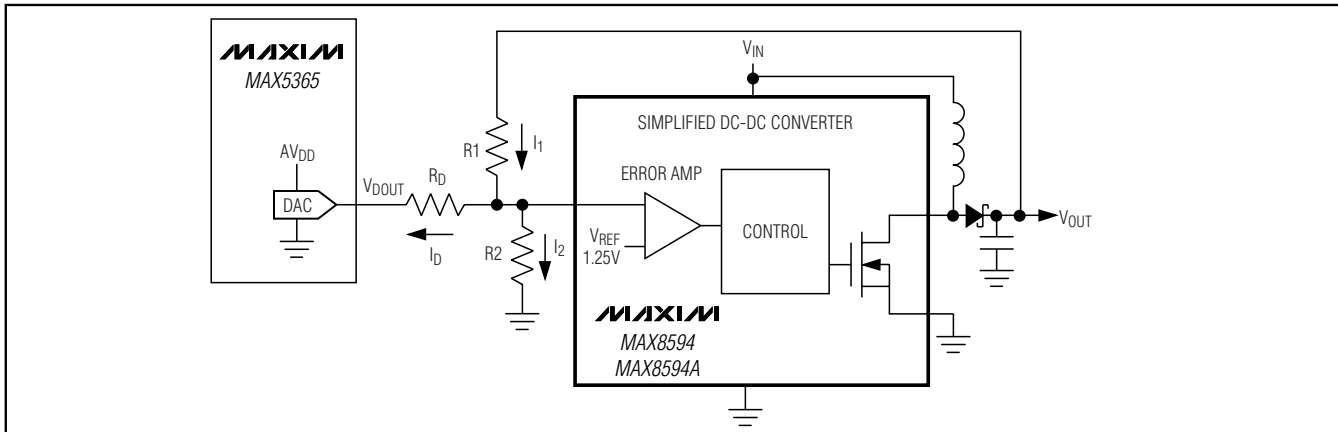 MAXIM
MAX5365
AVDD
DAC
VDOUT
RD
ID
R1
I1
R2
I2
VIN
SIMPLIFIED DC-DC CONVERTER
ERROR AMP
VREF
1.25V
CONTROL
MAXIM
MAX8594
MAX8594A
VOUT